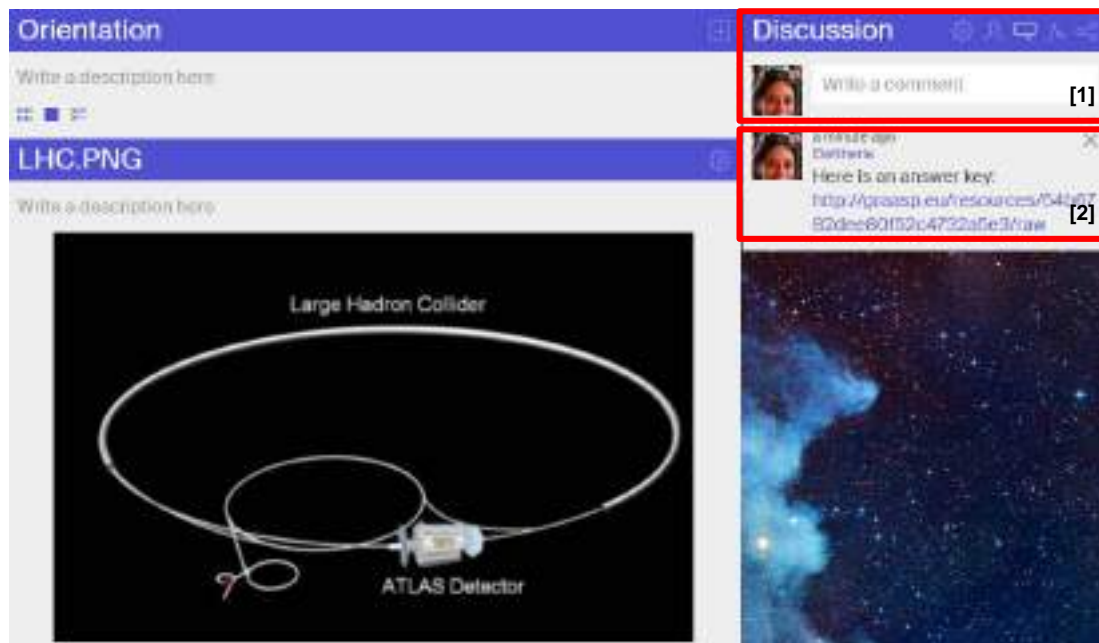 Orientation
Write a description here
LHC.PNG
Write a description here
Large Hadron Collider
ATLAS Detector
Discussion
Write a comment
[1]
a minute ago
Here is an answer key:
[2]